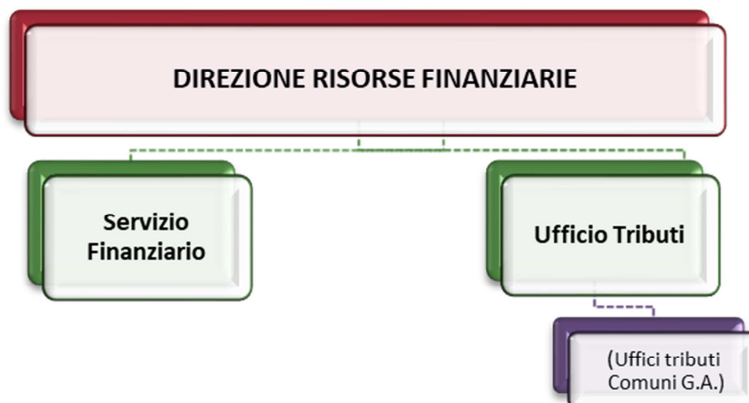 DIREZIONE RISORSE FINANZIARIE
Servizio
Finanziario
Ufficio Tributi
(Uffici tributi
Comuni G.A.)